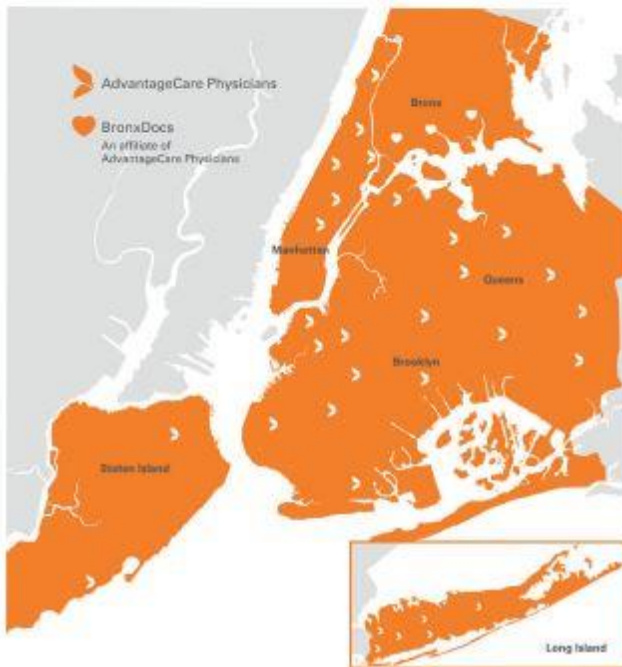 AdvantageCare Physicians
BronxDocs
An affiliate of
AdvantageCare Physicians
Bronx
Manhattan
Queens
Brooklyn
Staten Island
Long Island